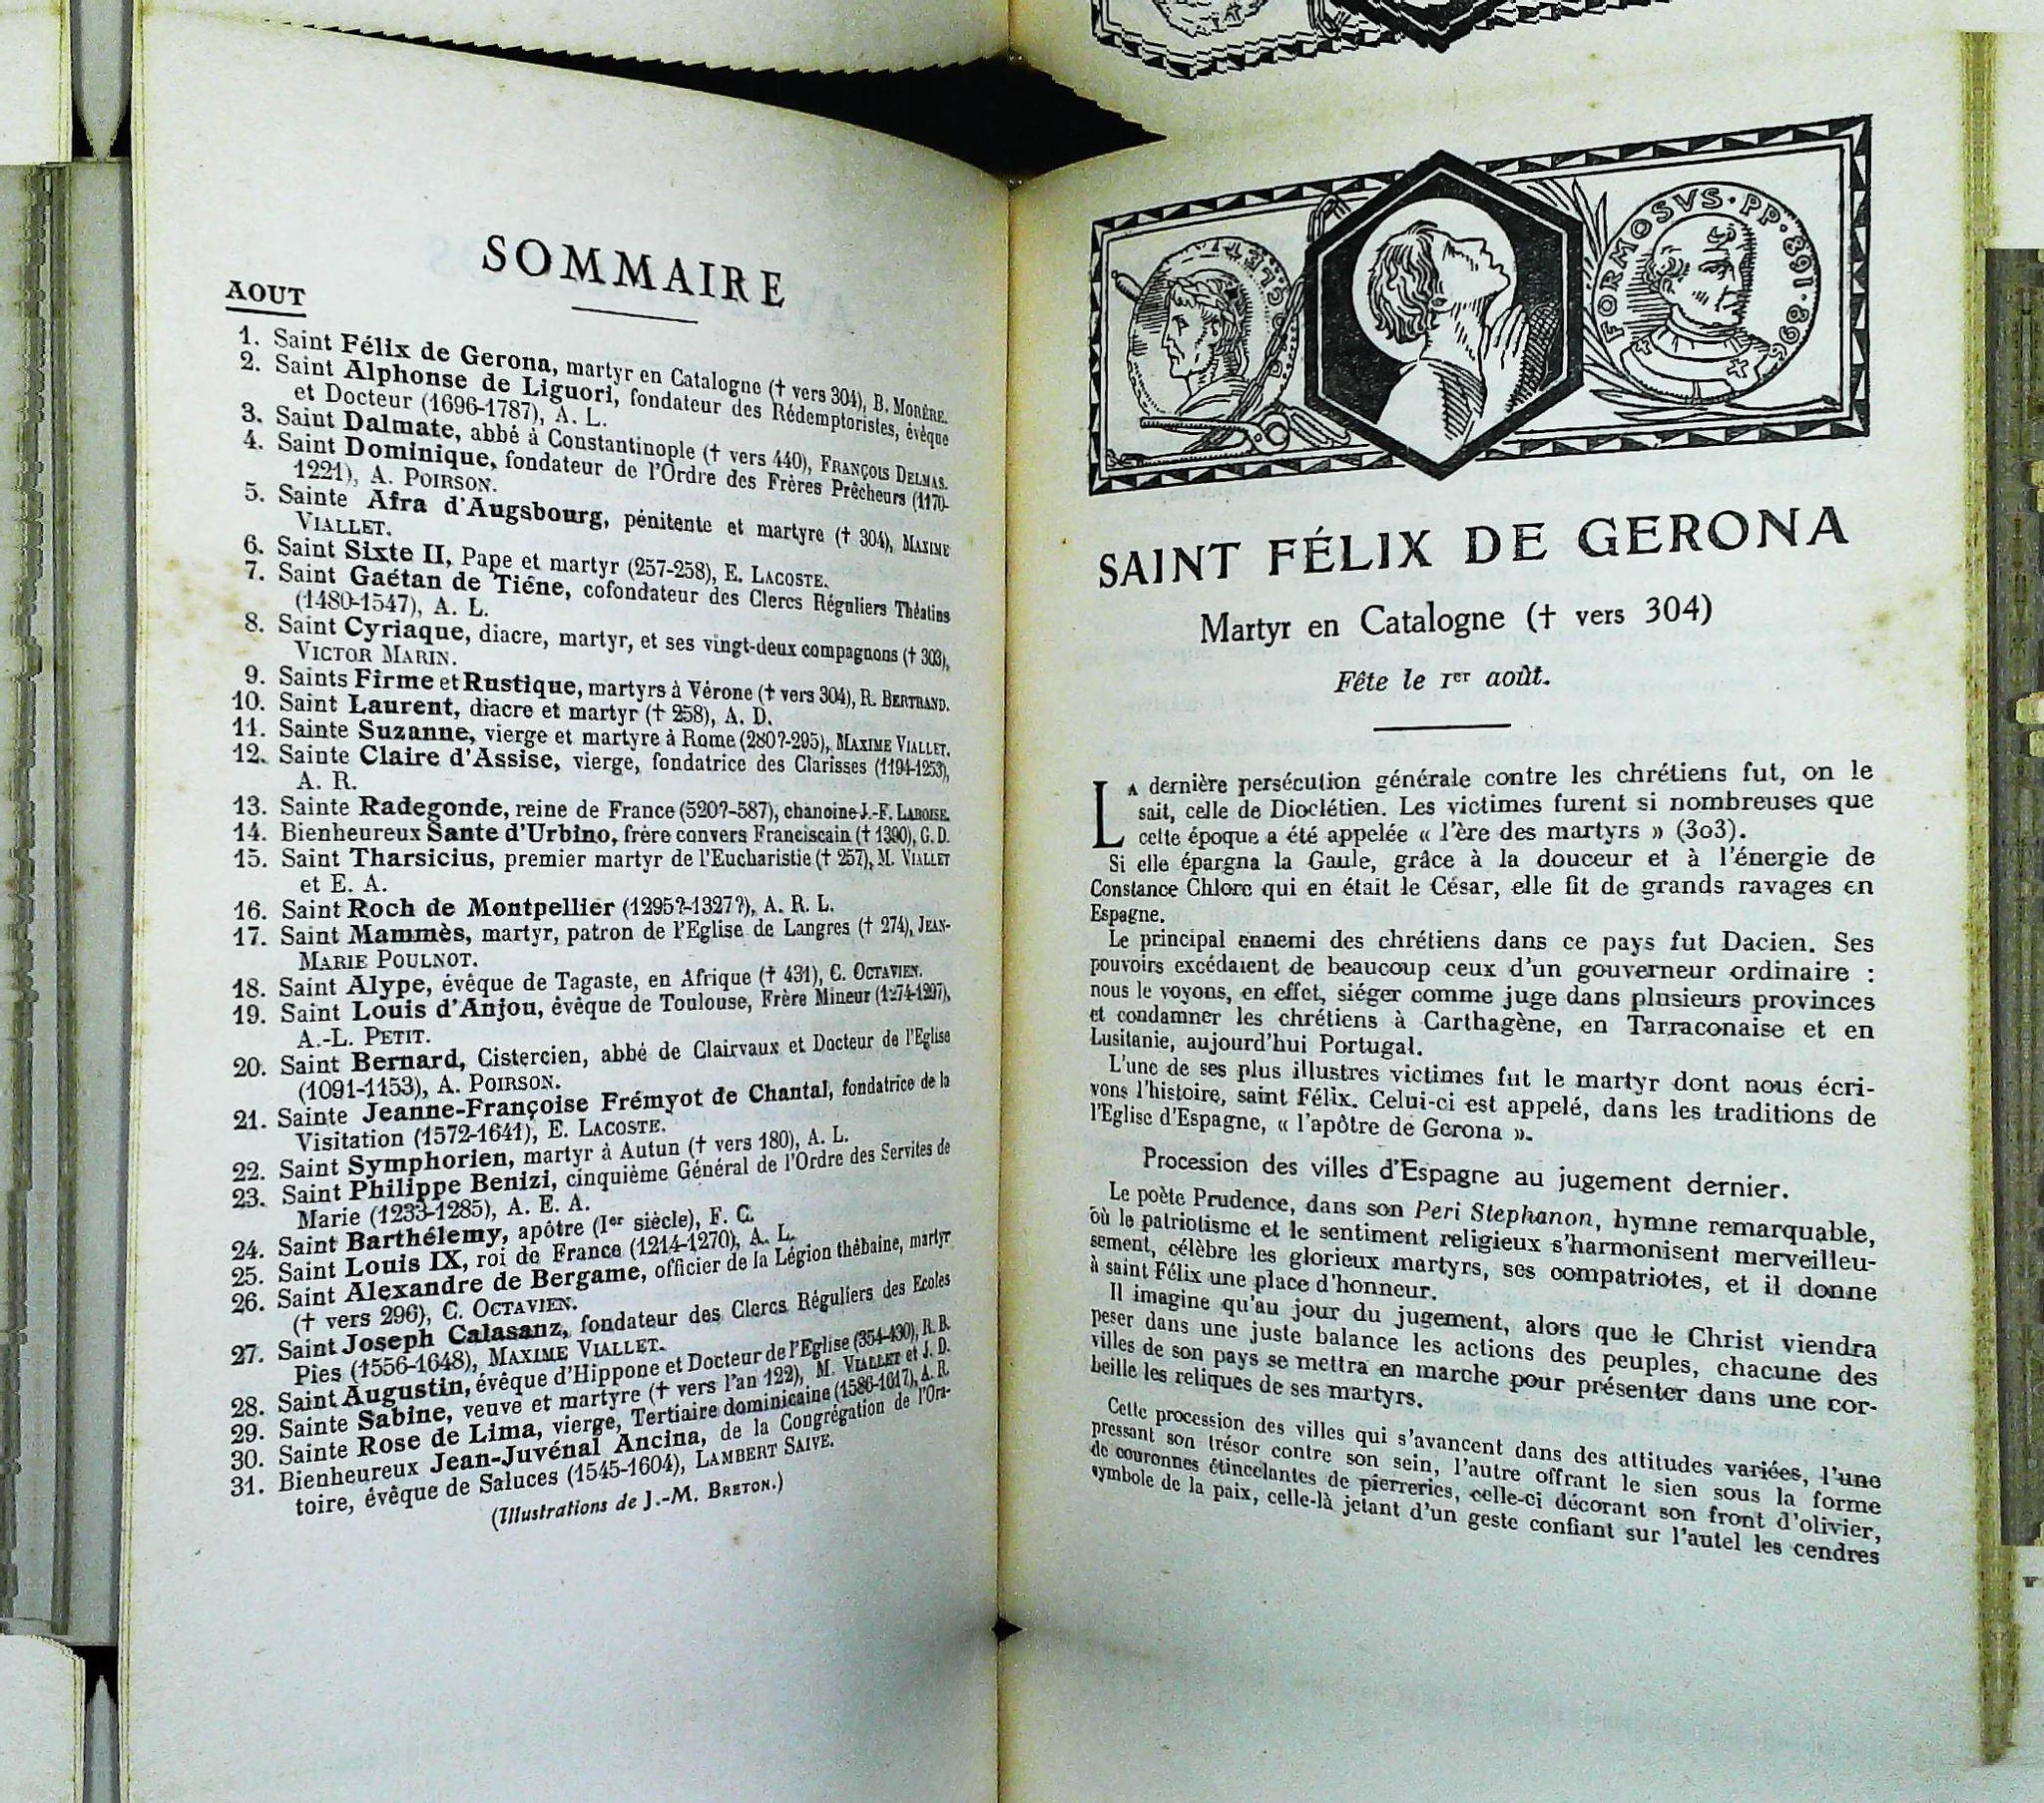 SOMMAIRE
AOUT
1. Saint Félix de Gerona, martyr en Catalogne († vers 304), B. MORÈRE.
2. Saint Alphonse de Liguori, fondateur des Rédemptoristes, évêque
et Docteur (1696-1787), A. L.
3. Saint Dalmate, abbé à Constantinople († vers 440), FRANÇOIS DELMAS.
4. Saint Dominique, fondateur de l'Ordre des Frères Prêcheurs (1170-
1221), A. POIRSON.
5. Sainte Afra d'Augsbourg, pénitente et martyre († 304), MAXIME
VIALLET.
6. Saint Sixte II, Pape et martyr (257-258), E. LACOSTE.
7. Saint Gaétan de Tiéne, cofondateur des Clercs Réguliers Théatins
(1480-1547), A. L.
8. Saint Cyriaque, diacre, martyr, et ses vingt-deux compagnons († 303),
VICTOR MARIN.
9. Saints Firme et Rustique, martyrs à Vérone († vers 304), R. BERTRAND.
10. Saint Laurent, diacre et martyr († 258), A. D.
11. Sainte Suzanne, vierge et martyre à Rome (280?-295), MAXIME VIALLET.
12. Sainte Claire d'Assise, vierge, fondatrice des Clarisses (1194-1253),
A. R.
13. Sainte Radegonde, reine de France (520?-587), chanoine J.-F. LABOISE.
14. Bienheureux Sante d'Urbino, frère convers Franciscain († 1390), G. D.
15. Saint Tharsicius, premier martyr de l'Eucharistie († 257), M. VIALLET
et E. A.
16. Saint Roch de Montpellier (1295?-1327?), A. R. L.
17. Saint Mammès, martyr, patron de l'Eglise de Langres († 274), JEAN-
MARIE POULNOT.
18. Saint Alype, évêque de Tagaste, en Afrique († 431), C. OCTAVIEN.
19. Saint Louis d'Anjou, évêque de Toulouse, Frère Mineur (1274-1297),
A.-L. PETIT.
20. Saint Bernard, Cistercien, abbé de Clairvaux et Docteur de l'Eglise
(1091-1153), A. POIRSON.
21. Sainte Jeanne-Françoise Frémyot de Chantal, fondatrice de la
Visitation (1572-1641), E. LACOSTE.
22. Saint Symphorien, martyr à Autun († vers 180), A. L.
23. Saint Philippe Benizi, cinquième Général de l'Ordre des Servites de
Marie (1233-1285), A. E. A.
24. Saint Barthélemy, apôtre (Ier siècle), F. C.
25. Saint Louis IX, roi de France (1214-1270), A. L.
26. Saint Alexandre de Bergame, officier de la Légion thébaine, martyr
(† vers 296), C. OCTAVIEN.
27. Saint Joseph Calasanz, fondateur des Clercs Réguliers des Ecoles
Pies (1556-1648), MAXIME VIALLET.
28. Saint Augustin, évêque d'Hippone et Docteur de l'Eglise (354-430), R. B.
29. Sainte Sabine, veuve et martyre († vers l'an 122), M. VIALLET et J. D.
30. Sainte Rose de Lima, vierge, Tertiaire dominicaine (1586-1617), A. R.
31. Bienheureux Jean-Juvénal Ancina, de la Congrégation de l'Ora-
toire, évêque de Saluces (1545-1604), LAMBERT SAIVE.
(Illustrations de J.-M. BRETON.)
FORMOSVS·PP·891·896
SAINT FÉLIX DE GERONA
Martyr en Catalogne († vers 304)
Fête le 1er août.
LA dernière persécution générale contre les chrétiens fut, on le
sait, celle de Dioclétien. Les victimes furent si nombreuses que
cette époque a été appelée « l'ère des martyrs » (303).
Si elle épargna la Gaule, grâce à la douceur et à l'énergie de
Constance Chlore qui en était le César, elle fit de grands ravages en
Espagne.
Le principal ennemi des chrétiens dans ce pays fut Dacien. Ses
pouvoirs excédaient de beaucoup ceux d'un gouverneur ordinaire :
nous le voyons, en effet, siéger comme juge dans plusieurs provinces
et condamner les chrétiens à Carthagène, en Tarraconaise et en
Lusitanie, aujourd'hui Portugal.
L'une de ses plus illustres victimes fut le martyr dont nous écri-
vons l'histoire, saint Félix. Celui-ci est appelé, dans les traditions de
l'Eglise d'Espagne, « l'apôtre de Gerona ».
Procession des villes d'Espagne au jugement dernier.
Le poète Prudence, dans son Peri Stephanon, hymne remarquable,
où le patriotisme et le sentiment religieux s'harmonisent merveilleu-
sement, célèbre les glorieux martyrs, ses compatriotes, et il donne
à saint Félix une place d'honneur.
Il imagine qu'au jour du jugement, alors que le Christ viendra
peser dans une juste balance les actions des peuples, chacune des
villes de son pays se mettra en marche pour présenter dans une cor-
beille les reliques de ses martyrs.
Cette procession des villes qui s'avancent dans des attitudes variées, l'une
pressant son trésor contre son sein, l'autre offrant le sien sous la forme
de couronnes étincelantes de pierreries, celle-ci décorant son front d'olivier,
symbole de la paix, celle-là jetant d'un geste confiant sur l'autel les cendres